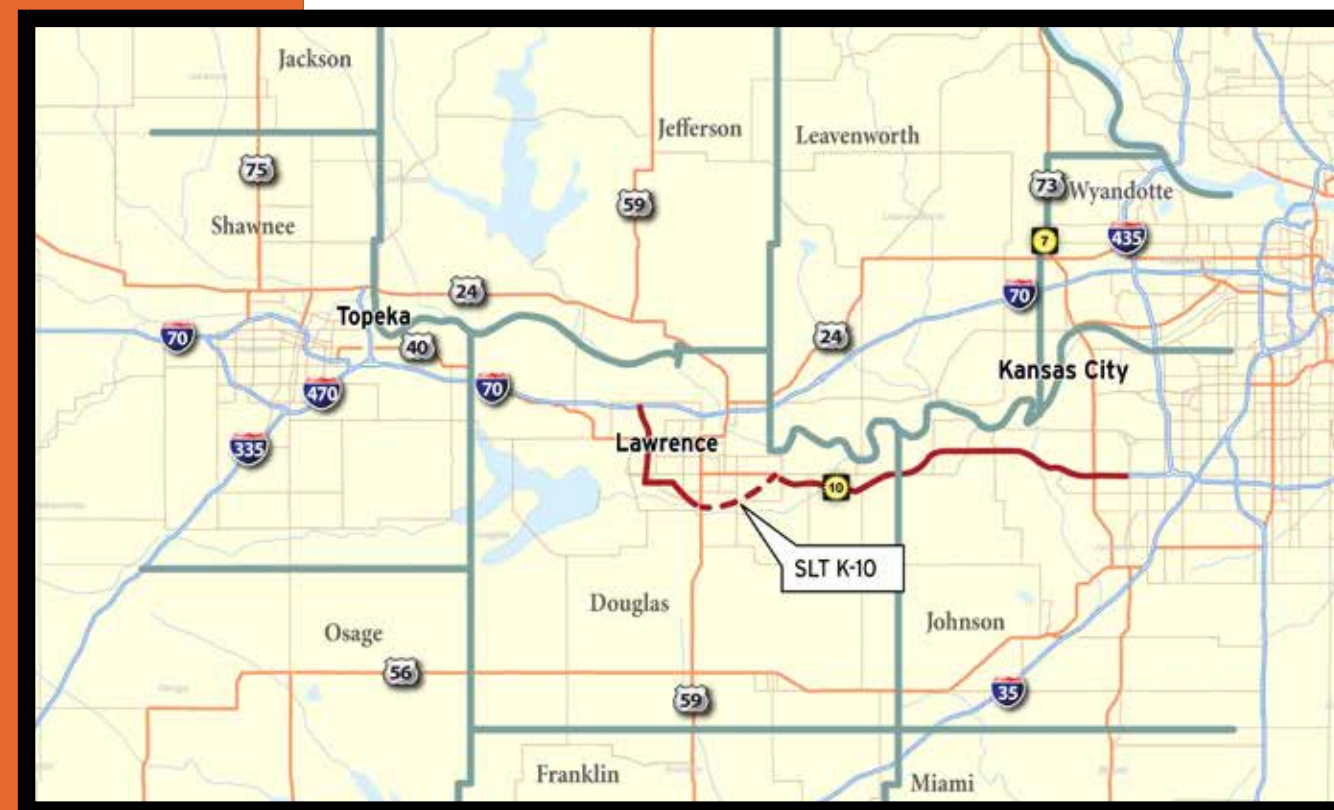 Jackson
Jefferson
Leavenworth
75
73
Wyandotte
59
Shawnee
7
435
24
70
Topeka
70
40
24
Kansas City
470
70
335
Lawrence
10
SLT K-10
Douglas
Johnson
Osage
56
59
35
Franklin
Miami